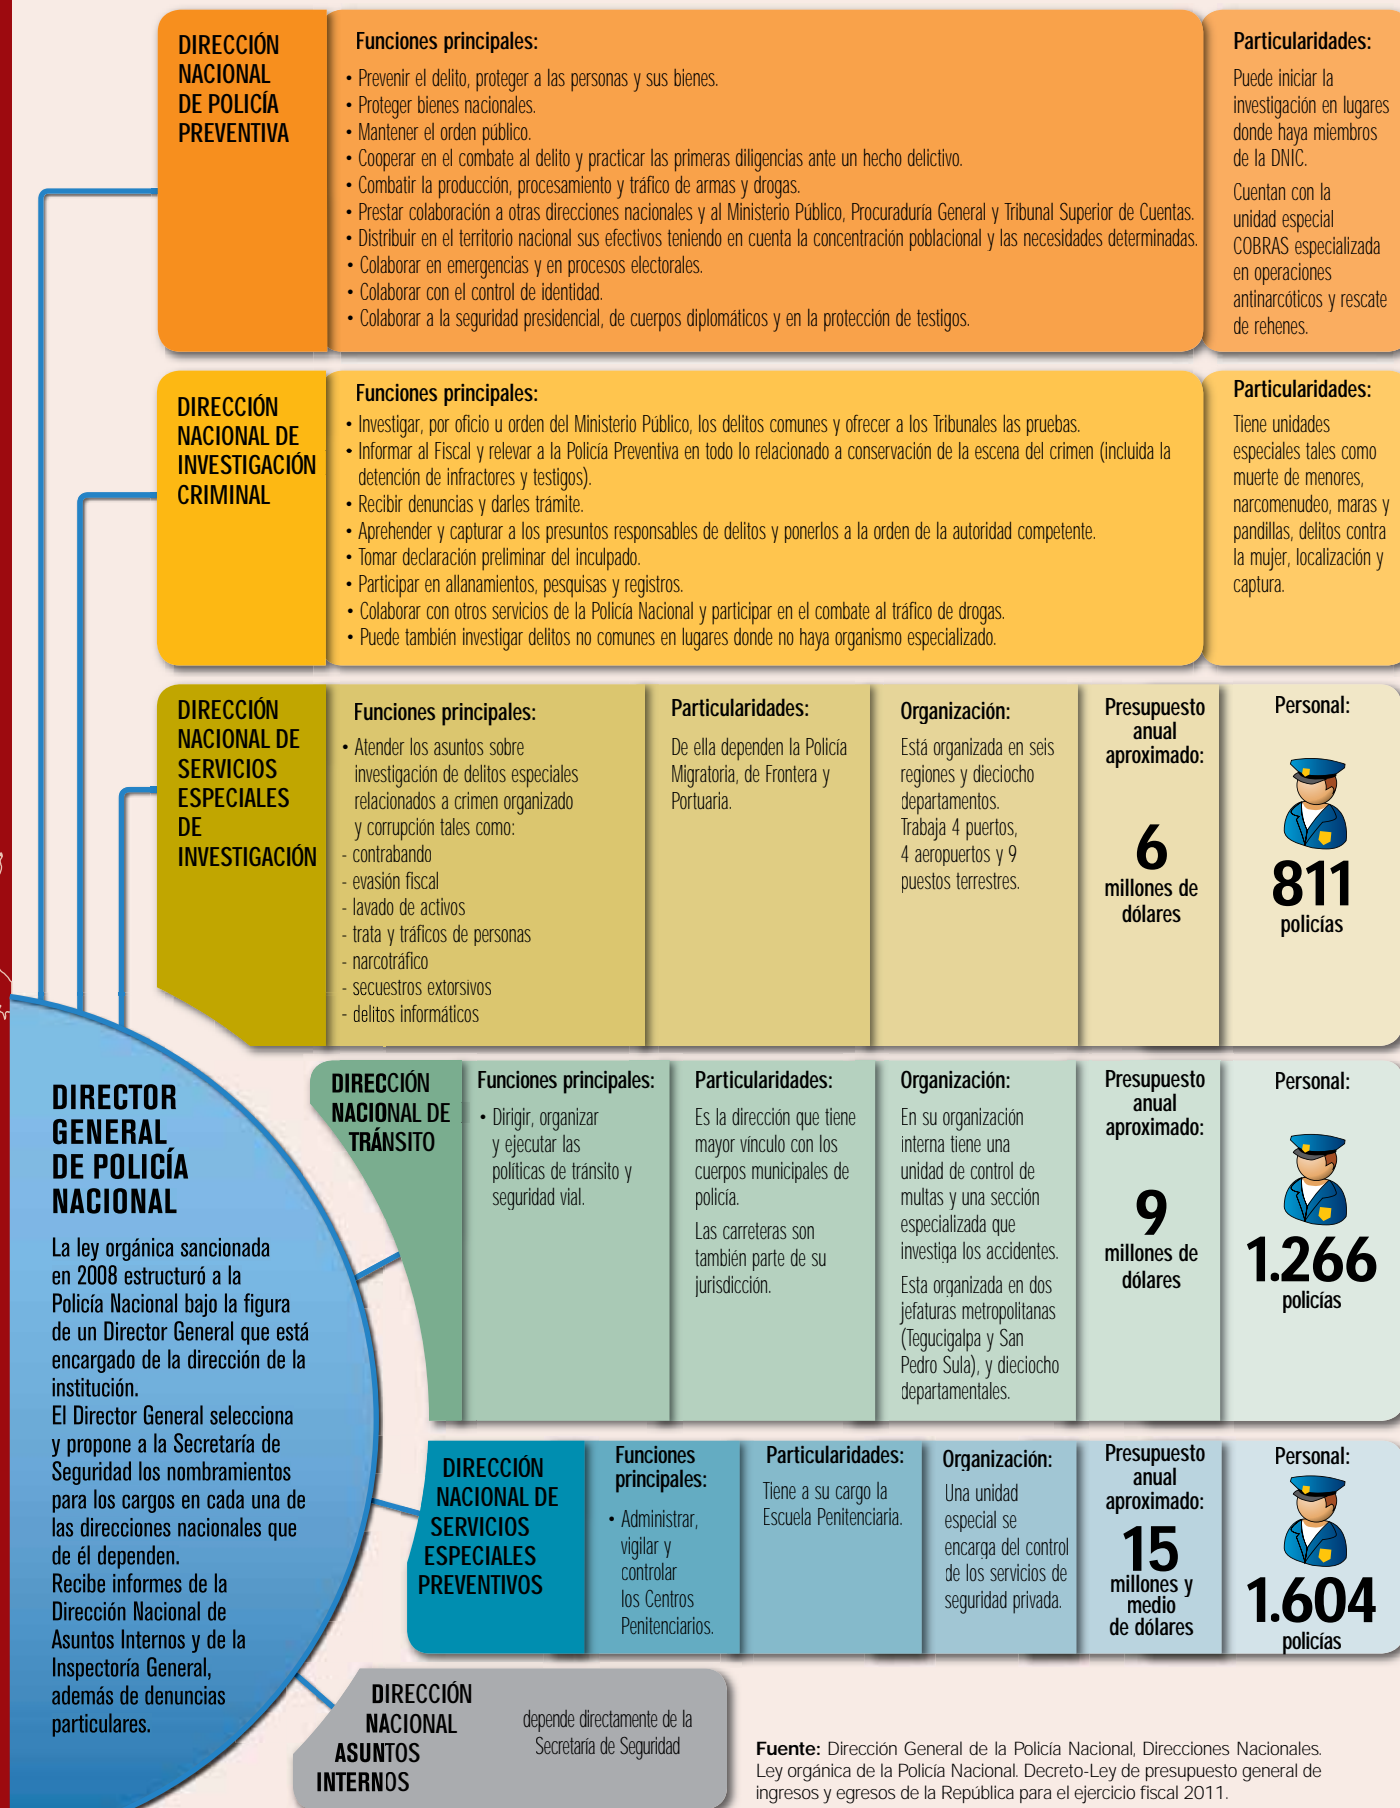 DIRECCIÓN
NACIONAL
DE POLICÍA
PREVENTIVA
Funciones principales:
• Prevenir el delito, proteger a las personas y sus bienes.
• Proteger bienes nacionales.
• Mantener el orden público.
• Cooperar en el combate al delito y practicar las primeras diligencias ante un hecho delictivo.
• Combatir la producción, procesamiento y tráfico de armas y drogas.
• Prestar colaboración a otras direcciones nacionales y al Ministerio Público, Procuraduría General y Tribunal Superior de Cuentas.
• Distribuir en el territorio nacional sus efectivos teniendo en cuenta la concentración poblacional y las necesidades determinadas.
• Colaborar en emergencias y en procesos electorales.
• Colaborar con el control de identidad.
• Colaborar a la seguridad presidencial, de cuerpos diplomáticos y en la protección de testigos.
Particularidades:
Puede iniciar la
investigación en lugares
donde haya miembros
de la DNIC.
Cuentan con la
unidad especial
COBRAS especializada
en operaciones
antinarcóticos y rescate
de rehenes.
DIRECCIÓN
NACIONAL DE
INVESTIGACIÓN
CRIMINAL
Funciones principales:
• Investigar, por oficio u orden del Ministerio Público, los delitos comunes y ofrecer a los Tribunales las pruebas.
• Informar al Fiscal y relevar a la Policía Preventiva en todo lo relacionado a conservación de la escena del crimen (incluida la
detención de infractores y testigos).
• Recibir denuncias y darles trámite.
• Aprehender y capturar a los presuntos responsables de delitos y ponerlos a la orden de la autoridad competente.
• Tomar declaración preliminar del inculpado.
• Participar en allanamientos, pesquisas y registros.
• Colaborar con otros servicios de la Policía Nacional y participar en el combate al tráfico de drogas.
• Puede también investigar delitos no comunes en lugares donde no haya organismo especializado.
Particularidades:
Tiene unidades
especiales tales como
muerte de menores,
narcomenudeo, maras y
pandillas, delitos contra
la mujer, localización y
captura.
DIRECCIÓN
NACIONAL DE
SERVICIOS
ESPECIALES
DE
INVESTIGACIÓN
Funciones principales:
• Atender los asuntos sobre
investigación de delitos especiales
relacionados a crimen organizado
y corrupción tales como:
- contrabando
- evasión fiscal
- lavado de activos
- trata y tráficos de personas
- narcotráfico
- secuestros extorsivos
- delitos informáticos
Particularidades:
De ella dependen la Policía
Migratoria, de Frontera y
Portuaria.
Organización:
Está organizada en seis
regiones y dieciocho
departamentos.
Trabaja 4 puertos,
4 aeropuertos y 9
puestos terrestres.
Presupuesto
anual
aproximado:
6
millones de
dólares
Personal:
811
policías
DIRECCIÓN
NACIONAL DE
TRÁNSITO
Funciones principales:
• Dirigir, organizar
y ejecutar las
políticas de tránsito y
seguridad vial.
Particularidades:
Es la dirección que tiene
mayor vínculo con los
cuerpos municipales de
policía.
Las carreteras son
también parte de su
jurisdicción.
Organización:
En su organización
interna tiene una
unidad de control de
multas y una sección
especializada que
investiga los accidentes.
Esta organizada en dos
jefaturas metropolitanas
(Tegucigalpa y San
Pedro Sula), y dieciocho
departamentales.
Presupuesto
anual
aproximado:
9
millones de
dólares
Personal:
1.266
policías
DIRECTOR
GENERAL
DE POLICÍA
NACIONAL
La ley orgánica sancionada
en 2008 estructuró a la
Policía Nacional bajo la figura
de un Director General que está
encargado de la dirección de la
institución.
El Director General selecciona
y propone a la Secretaría de
Seguridad los nombramientos
para los cargos en cada una de
las direcciones nacionales que
de él dependen.
Recibe informes de la
Dirección Nacional de
Asuntos Internos y de la
Inspectoría General,
además de denuncias
particulares.
DIRECCIÓN
NACIONAL DE
SERVICIOS
ESPECIALES
PREVENTIVOS
Funciones
principales:
• Administrar,
vigilar y
controlar
los Centros
Penitenciarios.
Particularidades:
Tiene a su cargo la
Escuela Penitenciaria.
Organización:
Una unidad
especial se
encarga del control
de los servicios de
seguridad privada.
Presupuesto
anual
aproximado:
15
millones y
medio
de dólares
Personal:
1.604
policías
DIRECCIÓN
NACIONAL
ASUNTOS
INTERNOS
depende directamente de la
Secretaría de Seguridad
Fuente: Dirección General de la Policía Nacional, Direcciones Nacionales.
Ley orgánica de la Policía Nacional. Decreto-Ley de presupuesto general de
ingresos y egresos de la República para el ejercicio fiscal 2011.